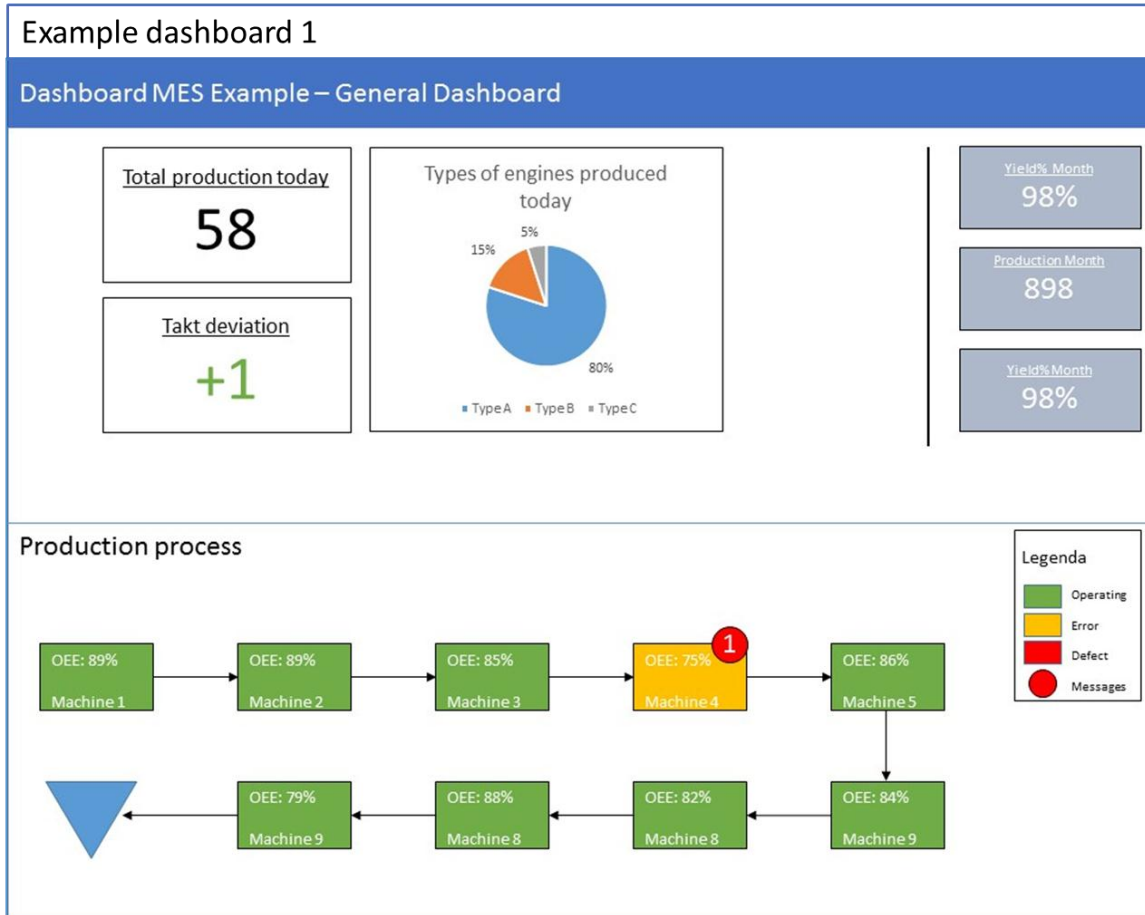 Example dashboard 1
Dashboard MES Example – General Dashboard
Total production today
58
Takt deviation
+1
Types of engines produced
today
5%
15%
80%
Type A Type B Type C
Yield% Month
98%
Production Month
898
Yield% Month
98%
Production process
Legenda
Operating
Error
Defect
Messages
OEE: 89%
Machine 1
OEE: 89%
Machine 2
OEE: 85%
Machine 3
1
OEE: 75%
Machine 4
OEE: 86%
Machine 5
OEE: 79%
Machine 9
OEE: 88%
Machine 8
OEE: 82%
Machine 8
OEE: 84%
Machine 9